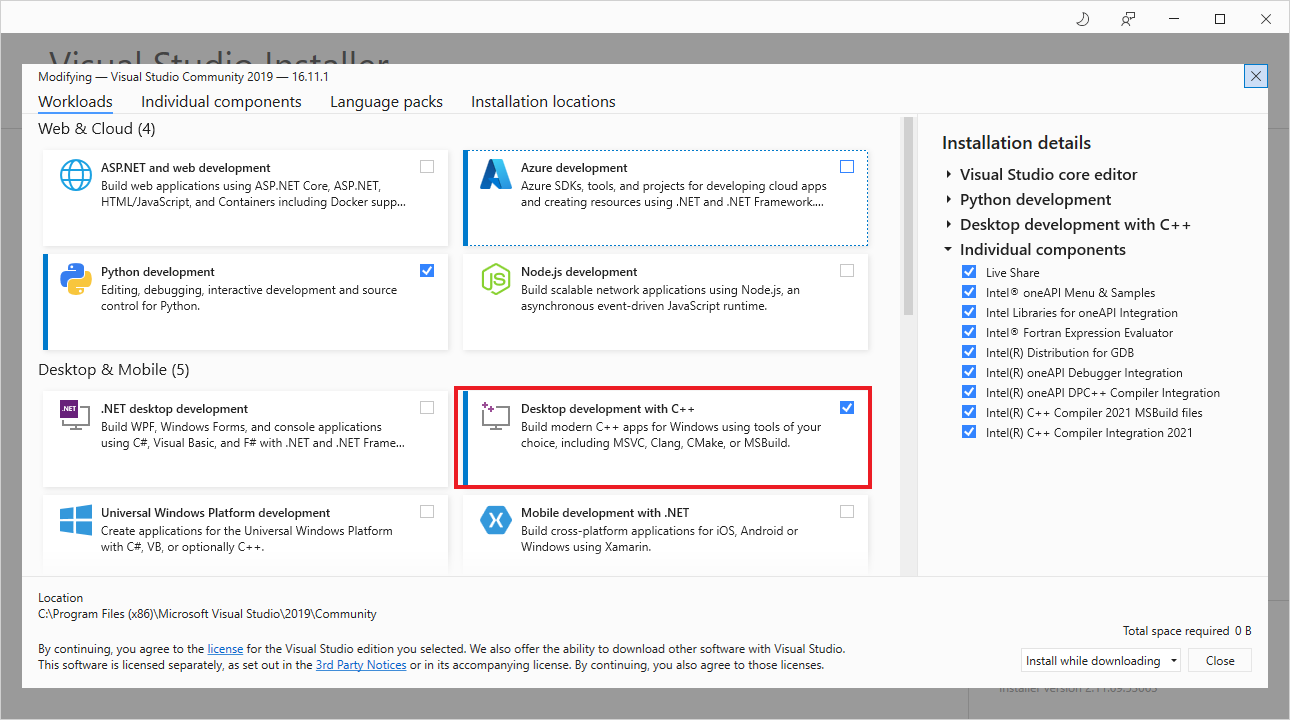 Visual Studio Installer
Modifying — Visual Studio Community 2019 — 16.11.1
Workloads
Individual components
Language packs
Installation locations
Web & Cloud (4)
ASP.NET and web development
Build web applications using ASP.NET Core, ASP.NET,
HTML/JavaScript, and Containers including Docker supp...
Azure development
Azure SDKs, tools, and projects for developing cloud apps
and creating resources using .NET and .NET Framework....
Python development
Editing, debugging, interactive development and source
control for Python.
Node.js development
Build scalable network applications using Node.js, an
asynchronous event-driven JavaScript runtime.
Desktop & Mobile (5)
.NET
.NET desktop development
Build WPF, Windows Forms, and console applications
using C#, Visual Basic, and F# with .NET and .NET Frame...
Desktop development with C++
Build modern C++ apps for Windows using tools of your
choice, including MSVC, Clang, CMake, or MSBuild.
Universal Windows Platform development
Create applications for the Universal Windows Platform
with C#, VB, or optionally C++.
Mobile development with .NET
Build cross-platform applications for iOS, Android or
Windows using Xamarin.
Installation details
Visual Studio core editor
Python development
Desktop development with C++
Individual components
Live Share
Intel® oneAPI Menu & Samples
Intel Libraries for oneAPI Integration
Intel® Fortran Expression Evaluator
Intel(R) Distribution for GDB
Intel(R) oneAPI Debugger Integration
Intel(R) oneAPI DPC++ Compiler Integration
Intel(R) C++ Compiler 2021 MSBuild files
Intel(R) C++ Compiler Integration 2021
Location
C:\Program Files (x86)\Microsoft Visual Studio\2019\Community
By continuing, you agree to the license for the Visual Studio edition you selected. We also offer the ability to download other software with Visual Studio.
This software is licensed separately, as set out in the 3rd Party Notices or in its accompanying license. By continuing, you also agree to those licenses.
Total space required 0 B
Install while downloading
Close